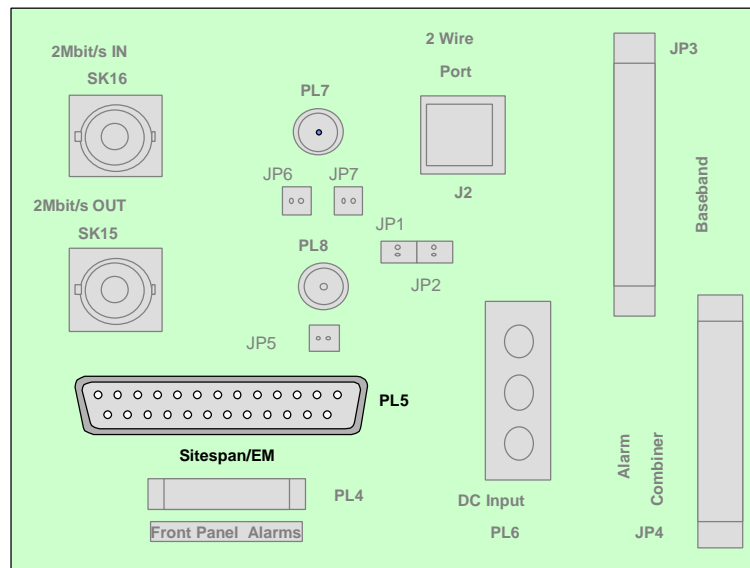 2Mbit/s IN
SK16
2 Wire
Port
JP3
PL7
JP6
JP7
J2
Baseband
2Mbit/s OUT
SK15
JP1
PL8
JP2
JP5
PL5
Sitespan/EM
PL4
DC Input
Alarm
Combiner
Front Panel  Alarms
PL6
JP4